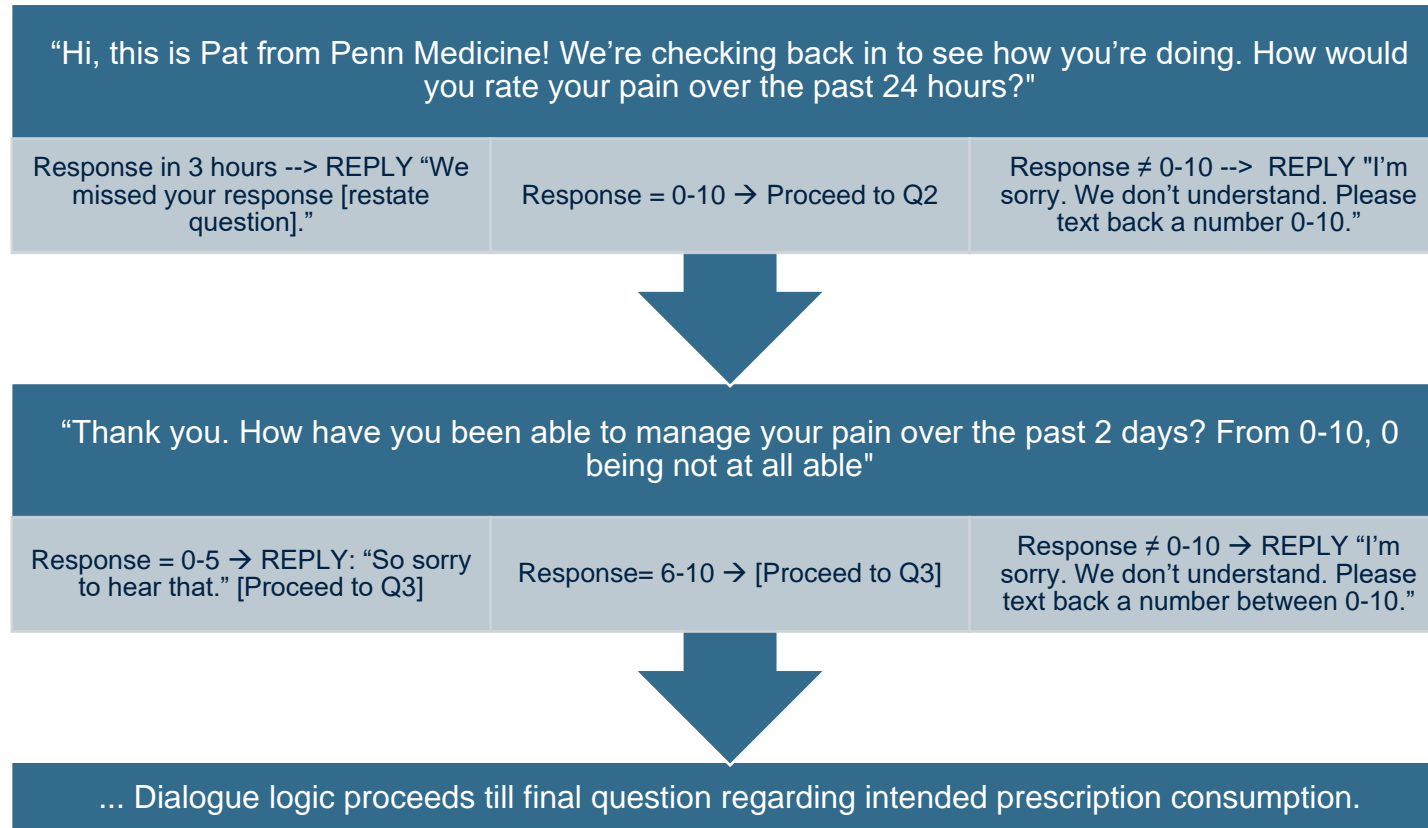 “Hi, this is Pat from Penn Medicine! We’re checking back in to see how you’re doing. How would
you rate your pain over the past 24 hours?"
Response in 3 hours --> REPLY “We
missed your response [restate
question].”
Response = 0-10 → Proceed to Q2
Response ≠ 0-10 --> REPLY "I’m
sorry. We don’t understand. Please
text back a number 0-10.”
“Thank you. How have you been able to manage your pain over the past 2 days? From 0-10, 0
being not at all able"
Response = 0-5 → REPLY: “So sorry
to hear that.” [Proceed to Q3]
Response= 6-10 → [Proceed to Q3]
Response ≠ 0-10 → REPLY “I’m
sorry. We don’t understand. Please
text back a number between 0-10.”
... Dialogue logic proceeds till final question regarding intended prescription consumption.